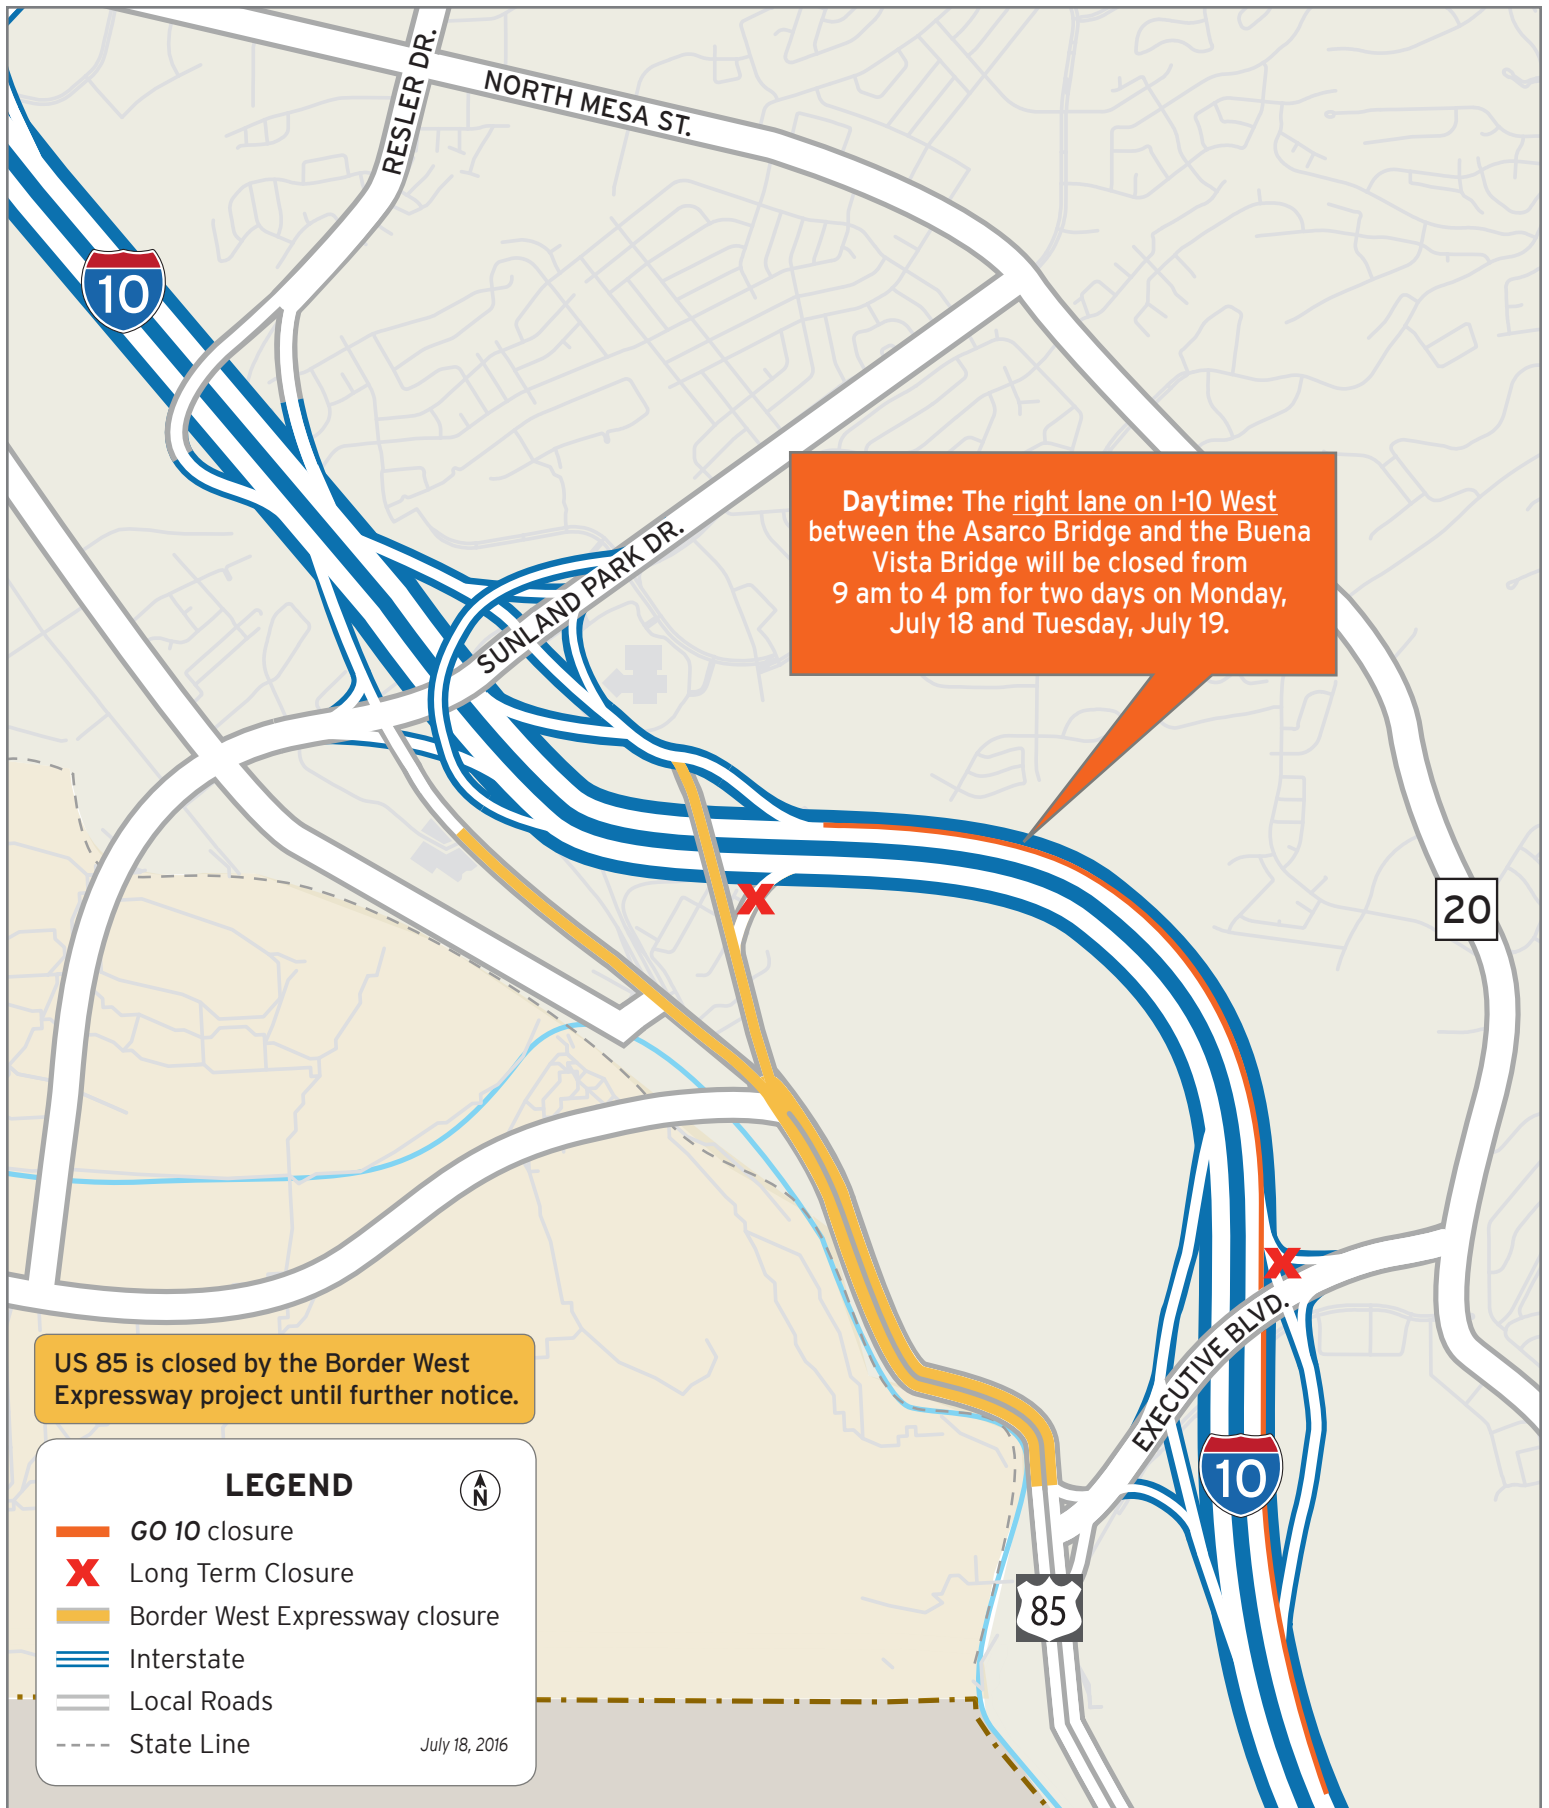 RESLER DR.
NORTH MESA ST.
10
Daytime: The right lane on I-10 West
between the Asarco Bridge and the Buena
Vista Bridge will be closed from
9 am to 4 pm for two days on Monday,
July 18 and Tuesday, July 19.
SUNLAND PARK DR.
X
20
X
EXECUTIVE BLVD.
US 85 is closed by the Border West
Expressway project until further notice.
10
85
LEGEND
N
GO 10 closure
X Long Term Closure
Border West Expressway closure
Interstate
Local Roads
State Line
July 18, 2016